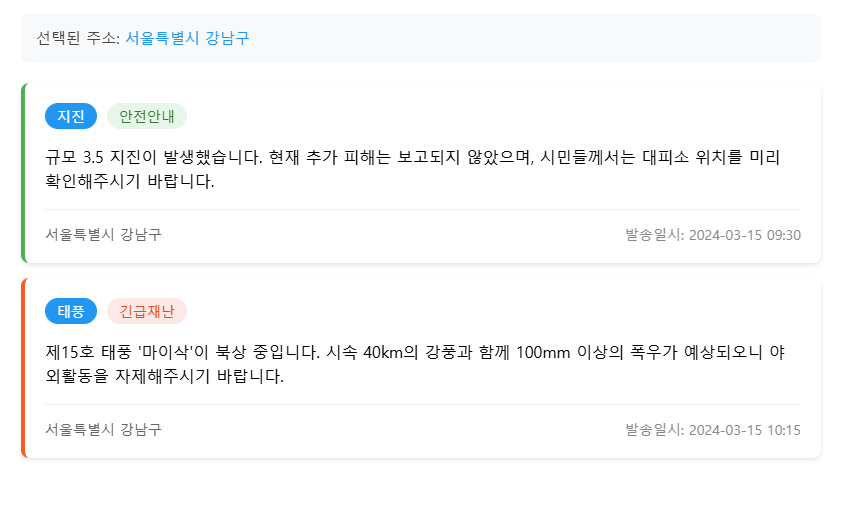 선택된 주소: 서울특별시 강남구
지진 안전안내
규모 3.5 지진이 발생했습니다. 현재 추가 피해는 보고되지 않았으며, 시민들께서는 대피소 위치를 미리
확인해주시기 바랍니다.
서울특별시 강남구 발송일시: 2024-03-15 09:30
태풍 긴급재난
제15호 태풍 '마이삭'이 북상 중입니다. 시속 40km의 강풍과 함께 100mm 이상의 폭우가 예상되오니 야
외활동을 자제해주시기 바랍니다.
서울특별시 강남구 발송일시: 2024-03-15 10:15